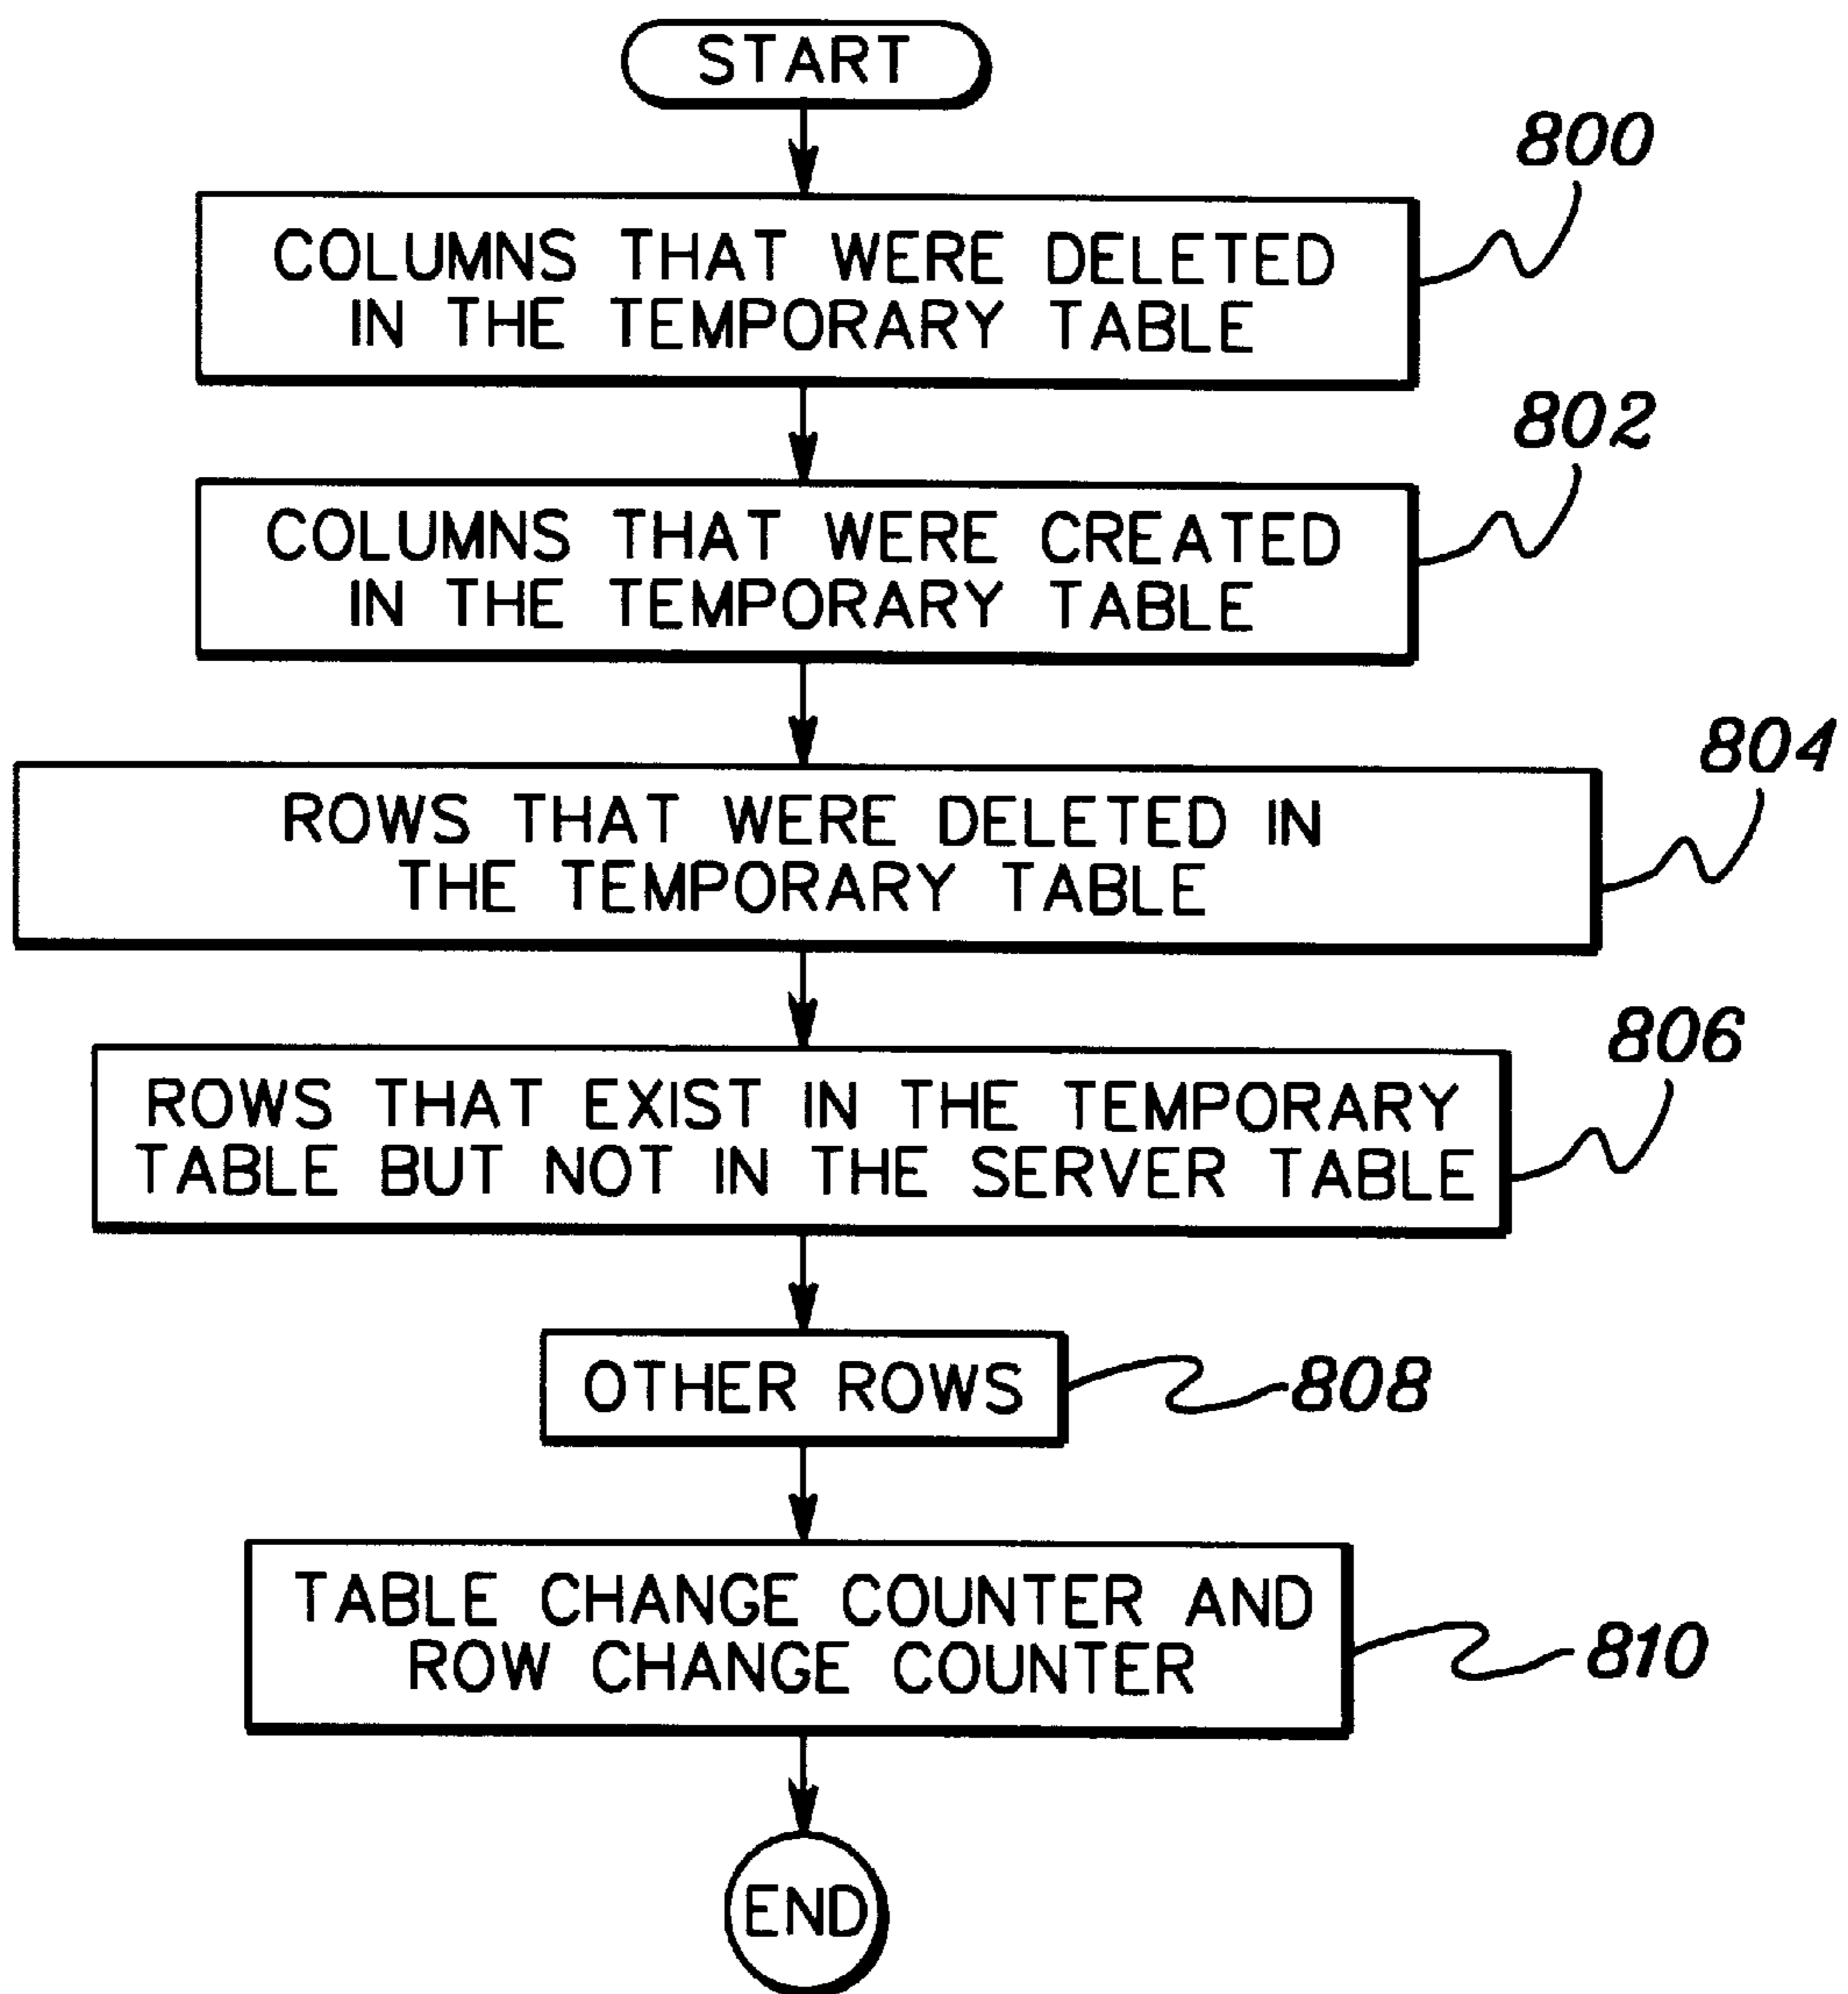 START
800
COLUMNS THAT WERE DELETED
IN THE TEMPORARY TABLE
802
COLUMNS THAT WERE CREATED
IN THE TEMPORARY TABLE
804
ROWS THAT WERE DELETED IN
THE TEMPORARY TABLE
806
ROWS THAT EXIST IN THE TEMPORARY
TABLE BUT NOT IN THE SERVER TABLE
OTHER ROWS
808
TABLE CHANGE COUNTER AND
ROW CHANGE COUNTER
810
END